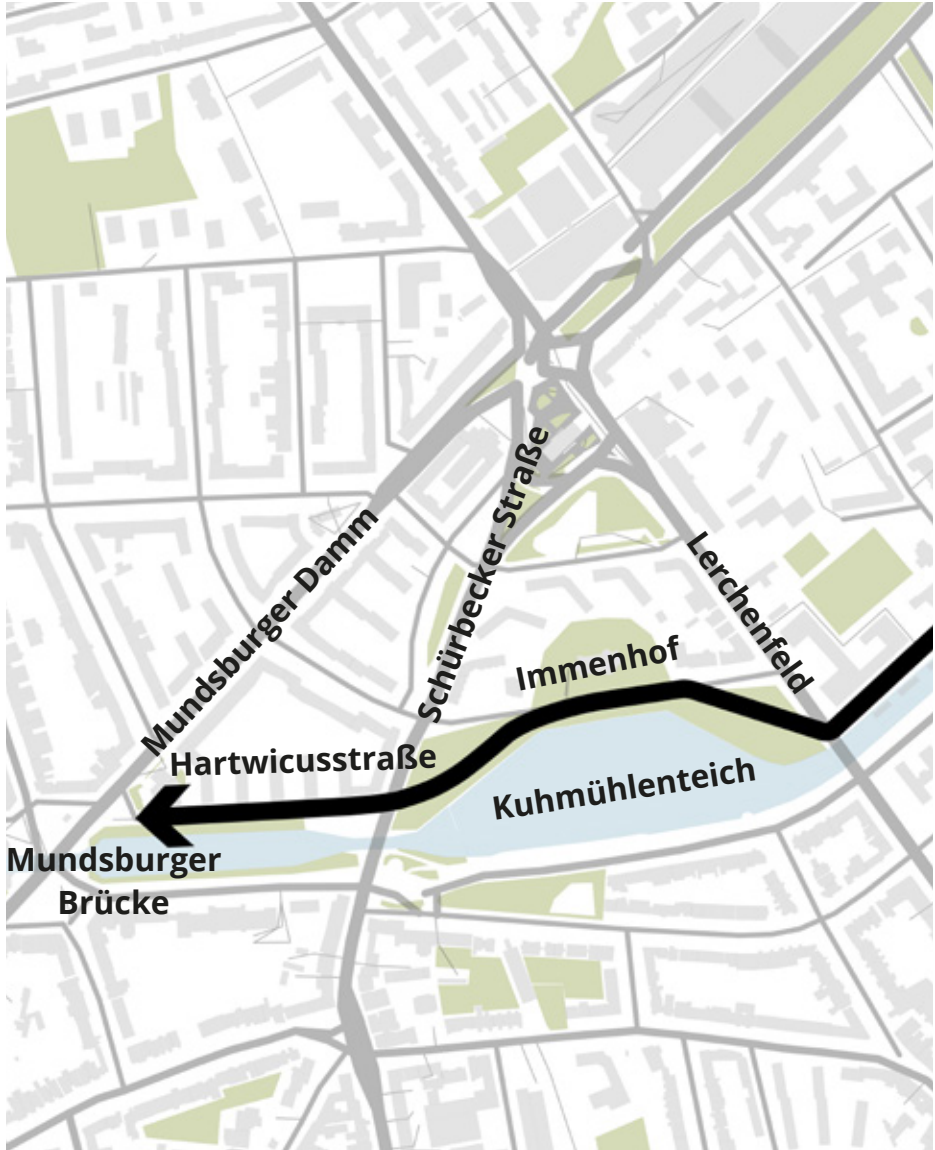 Mundsburger Damm
Schürbecker Straße
Lerchenfeld
Immenhof
Hartwicusstraße
Kuhmühlenteich
Mundsburger
Brücke